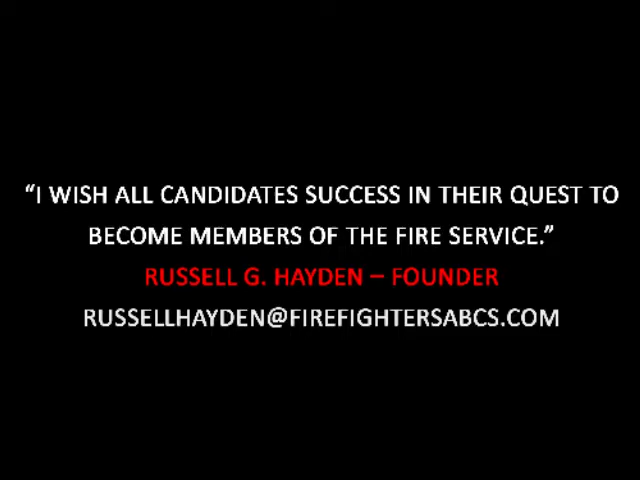 “I WISH ALL CANDIDATES SUCCESS IN THEIR QUEST TO
BECOME MEMBERS OF THE FIRE SERVICE.”
RUSSELL G. HAYDEN – FOUNDER
RUSSELLHAYDEN@FIREFIGHTERSABCS.COM